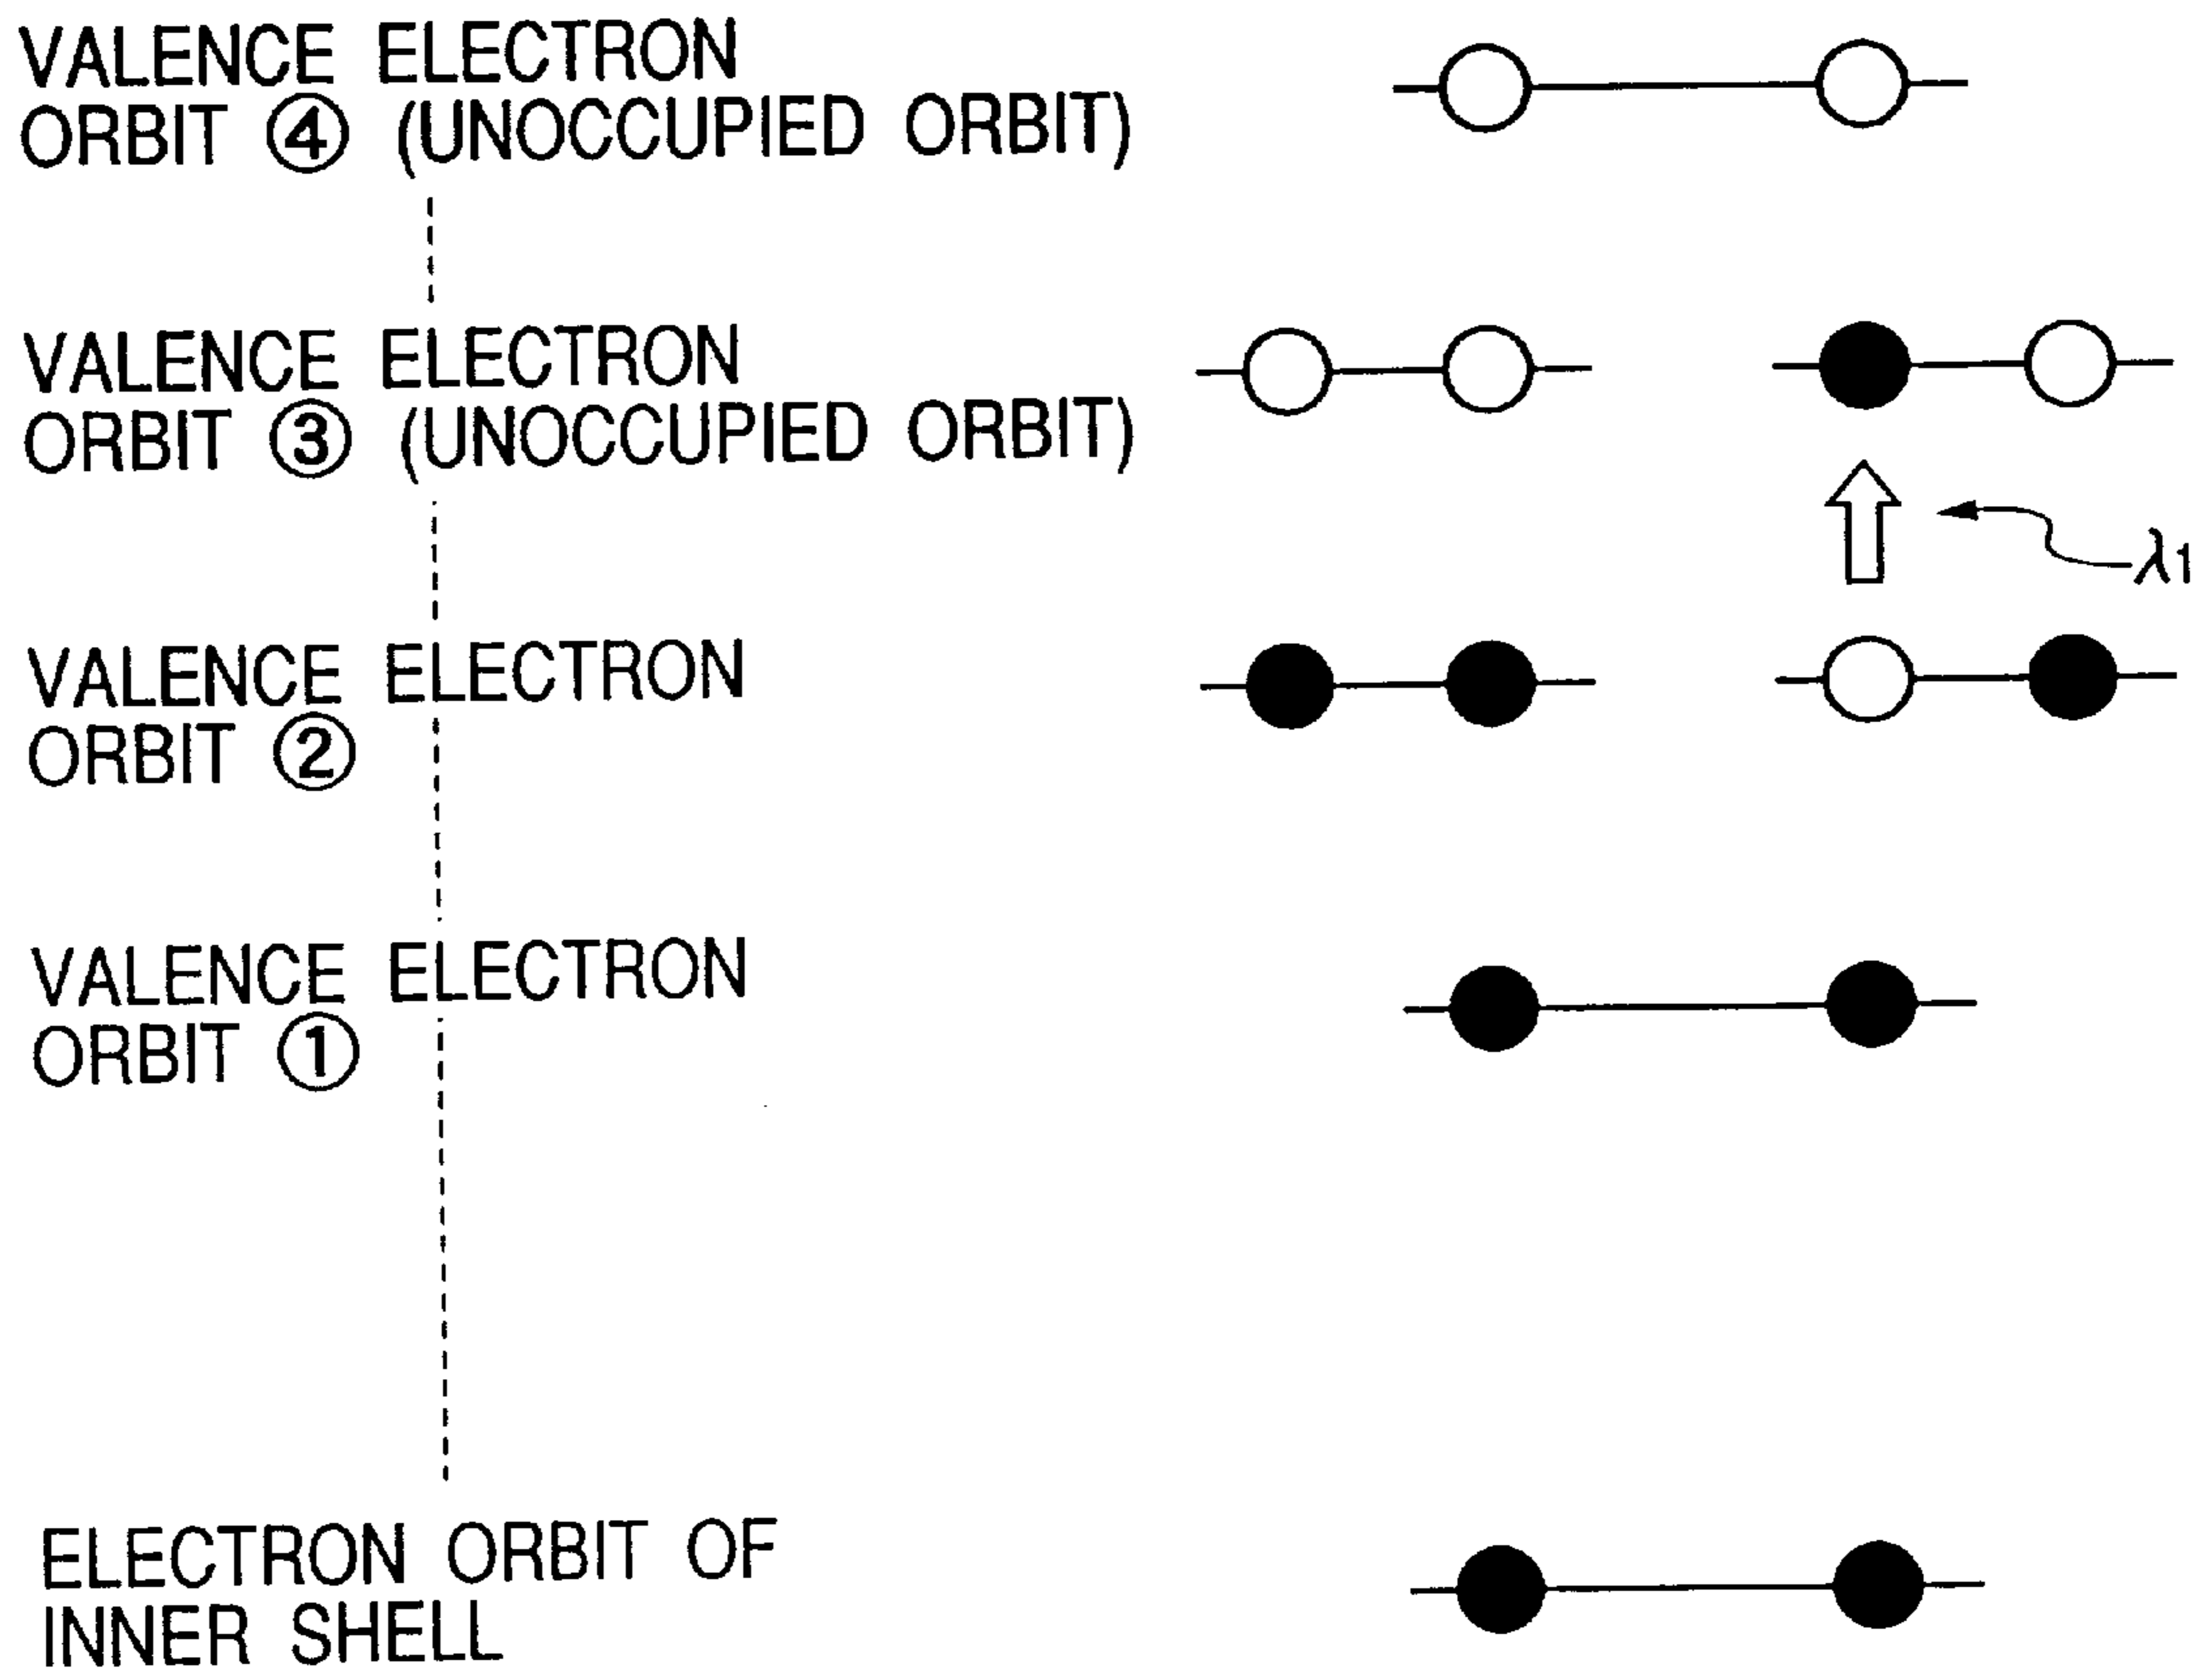 VALENCE ELECTRON
ORBIT ④ (UNOCCUPIED ORBIT)
VALENCE ELECTRON
ORBIT ③ (UNOCCUPIED ORBIT)
λ1
VALENCE ELECTRON
ORBIT ②
VALENCE ELECTRON
ORBIT ①
ELECTRON ORBIT OF
INNER SHELL